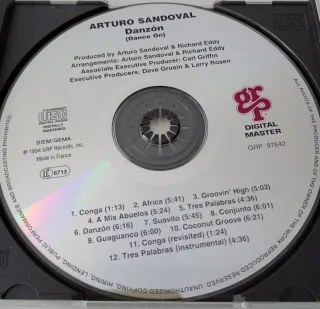 ARTURO SANDOVAL
Danzón
(Dance On)
Produced by Arturo Sandoval & Richard Eddy
Arrangements: Arturo Sandoval & Richard Eddy
Associate Executive Producer: Carl Griffin
Executive Producers: Dave Grusin & Larry Rosen
COMPACT
disc
DIGITAL AUDIO
DIGITALLY
REMASTERED
BIEM/GEMA
℗ 1994 GRP Records, Inc.
Made in France
LC 6713
GRP
DIGITAL
MASTER
GRP 97642
1. Conga (1:13) 2. Africa (5:41) 3. Groovin' High (5:03)
4. A Mis Abuelos (5:24) 5. Tres Palabras (4:36)
6. Danzón (6:16) 7. Suavito (5:45) 8. Conjunto (6:01)
9. Guaguanco (6:00) 10. Coconut Groove (6:21)
11. Conga (revisited) (1:24)
12. Tres Palabras (instrumental) (4:36)
ALL RIGHTS OF THE PRODUCER AND OF THE OWNER OF THE WORK REPRODUCED RESERVED. UNAUTHORIZED COPYING, HIRING, LENDING, PUBLIC PERFORMANCE AND BROADCASTING PROHIBITED.